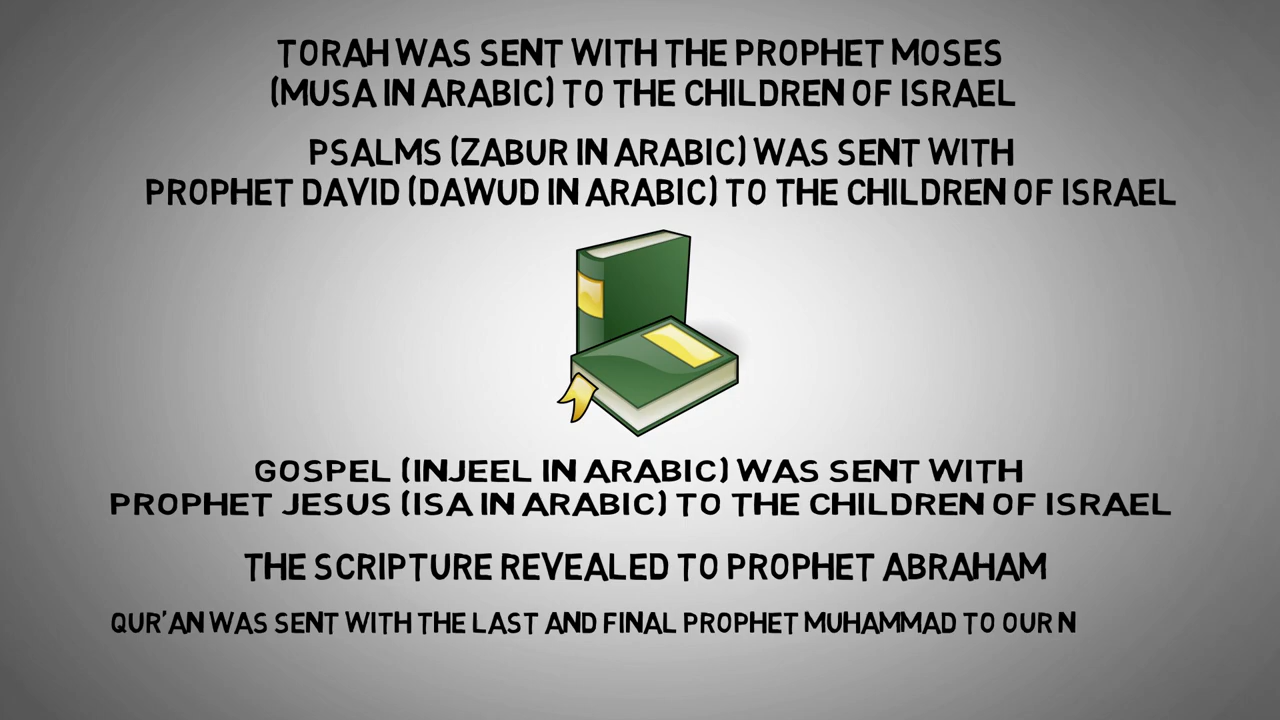 TORAH WAS SENT WITH THE PROPHET MOSES
(MUSA IN ARABIC) TO THE CHILDREN OF ISRAEL
PSALMS (ZABUR IN ARABIC) WAS SENT WITH
PROPHET DAVID (DAWUD IN ARABIC) TO THE CHILDREN OF ISRAEL
GOSPEL (INJEEL IN ARABIC) WAS SENT WITH
PROPHET JESUS (ISA IN ARABIC) TO THE CHILDREN OF ISRAEL
THE SCRIPTURE REVEALED TO PROPHET ABRAHAM
QUR'AN WAS SENT WITH THE LAST AND FINAL PROPHET MUHAMMAD TO OUR N